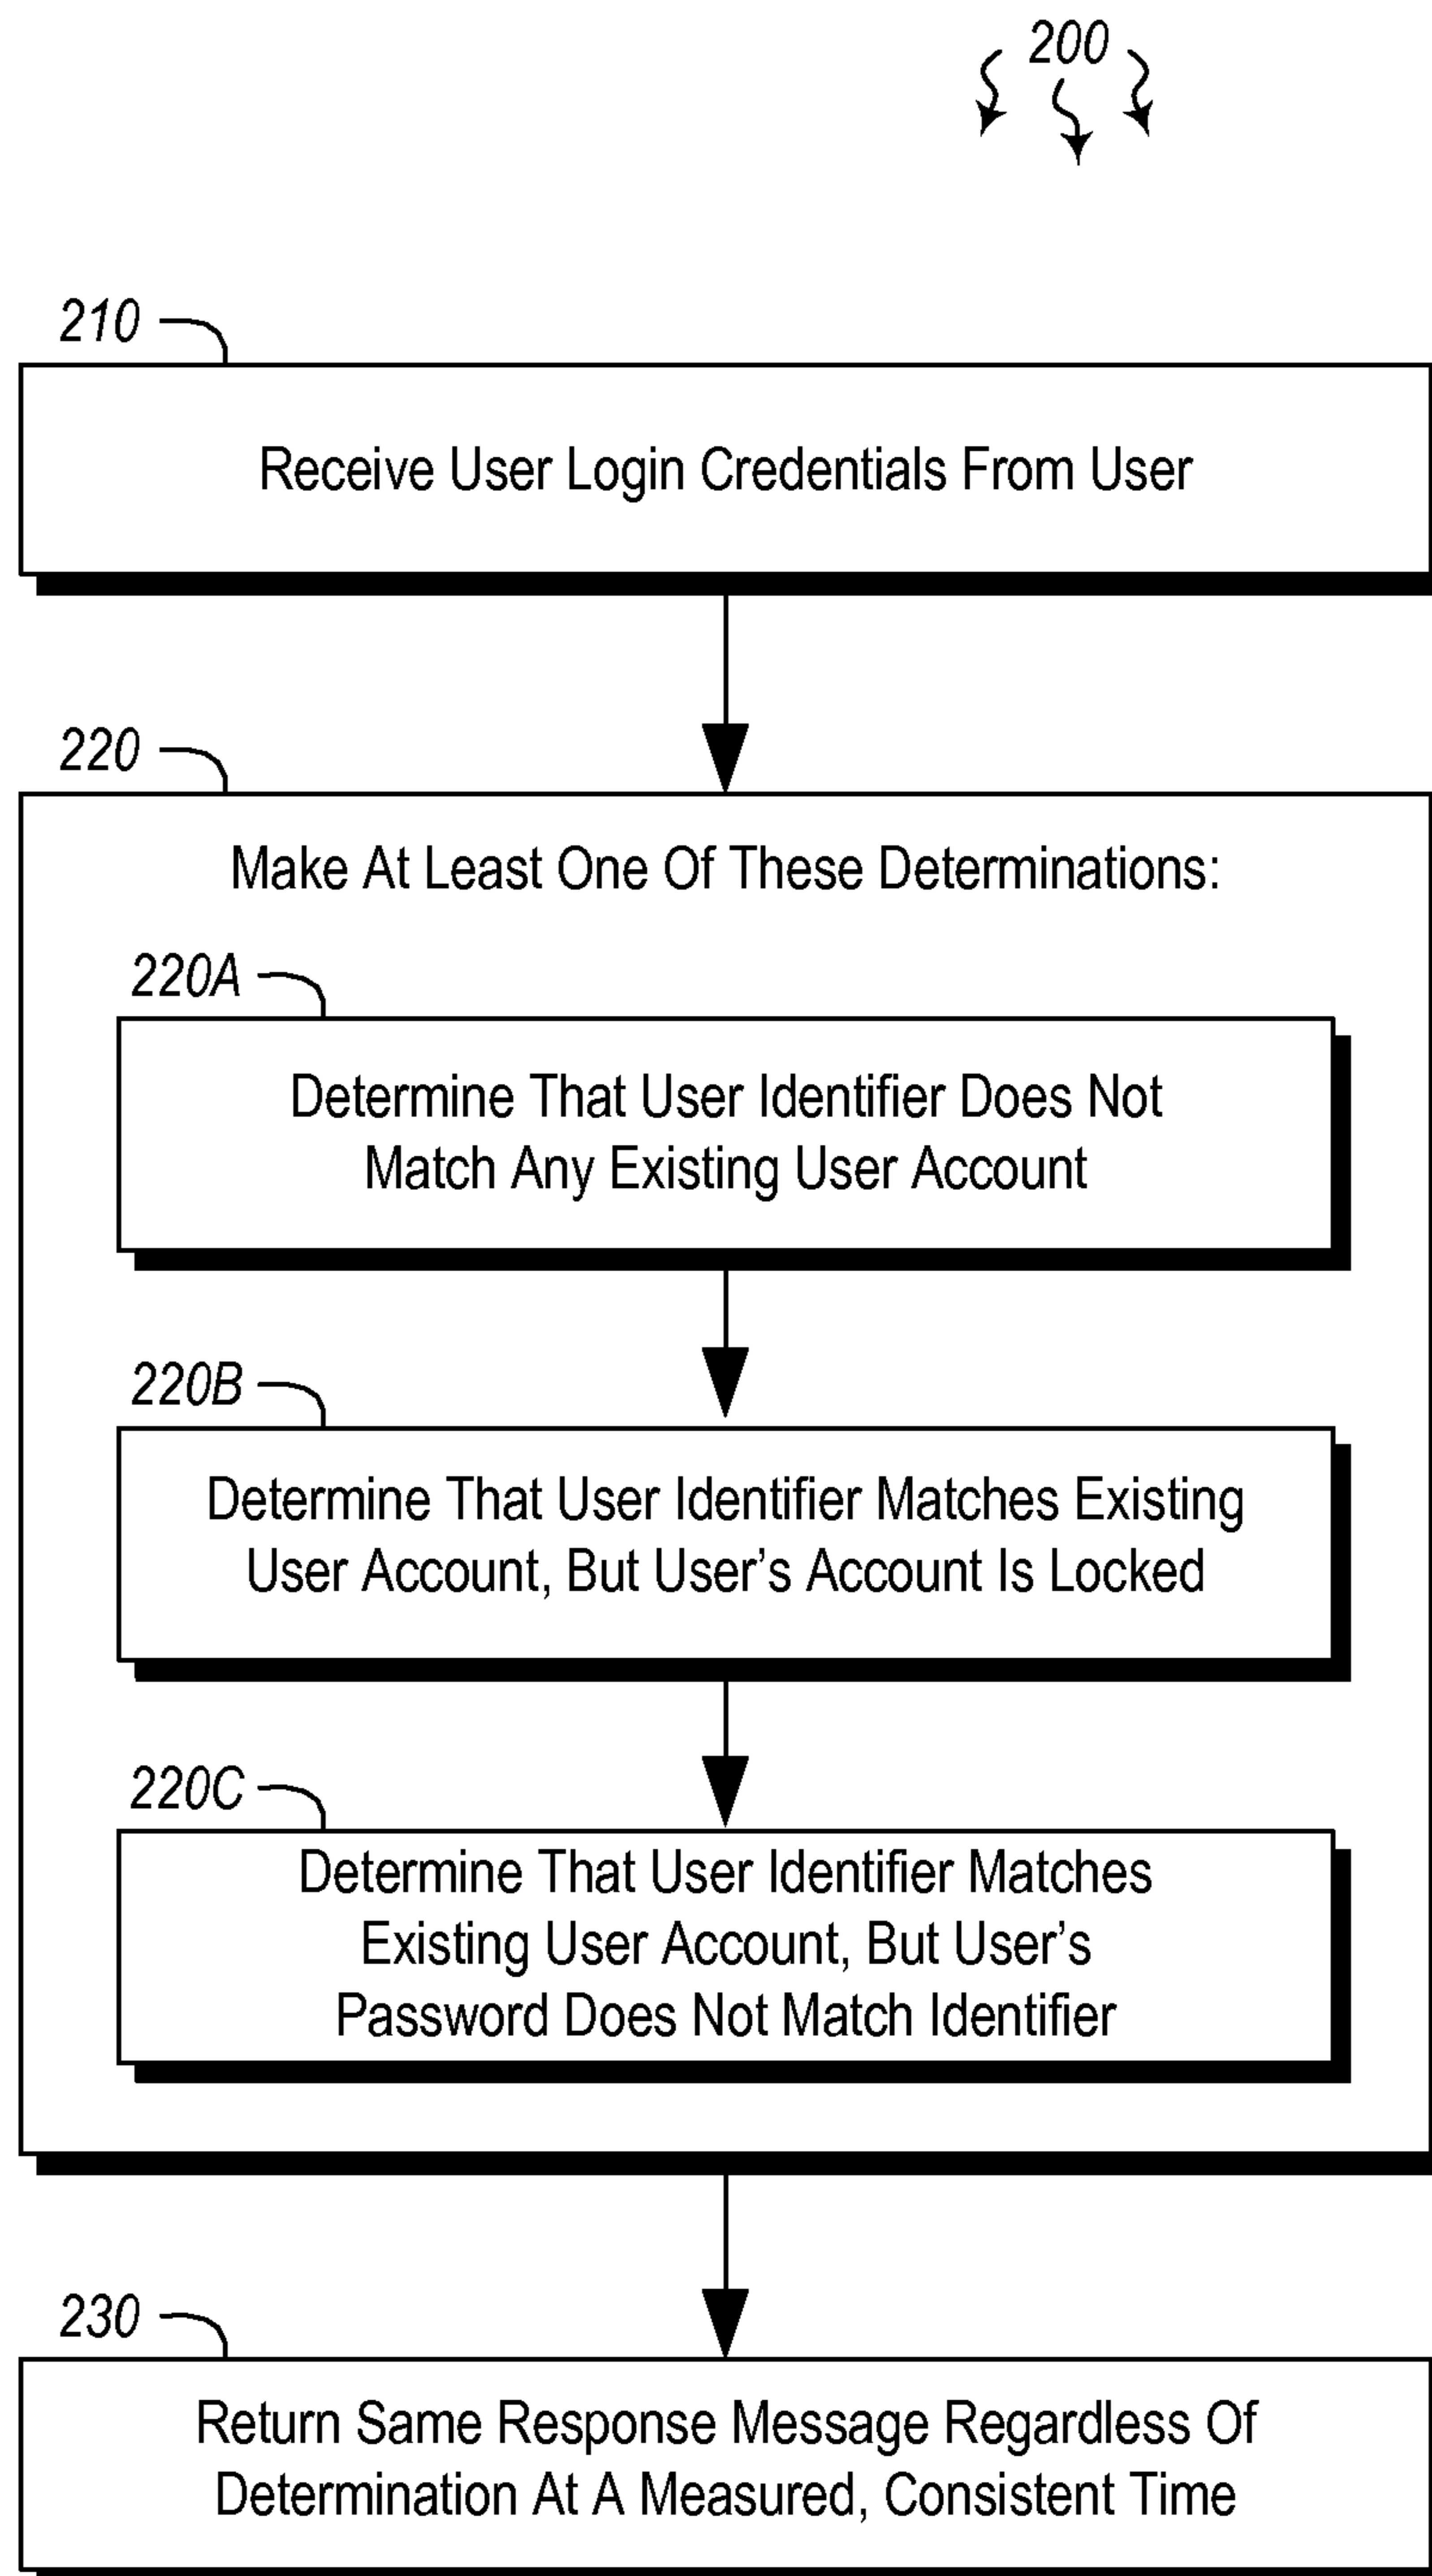 200
210
Receive User Login Credentials From User
220
Make At Least One Of These Determinations:
220A
Determine That User Identifier Does Not
Match Any Existing User Account
220B
Determine That User Identifier Matches Existing
User Account, But User’s Account Is Locked
220C
Determine That User Identifier Matches
Existing User Account, But User’s
Password Does Not Match Identifier
230
Return Same Response Message Regardless Of
Determination At A Measured, Consistent Time